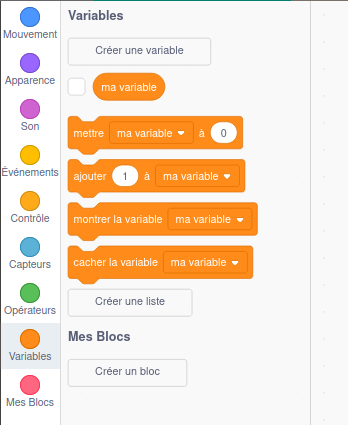 Mouvement
Apparence
Son
Événements
Contrôle
Capteurs
Opérateurs
Variables
Mes Blocs
Variables
Créer une variable
ma variable
mettre ma variable à 0
ajouter 1 à ma variable
montrer la variable ma variable
cacher la variable ma variable
Créer une liste
Mes Blocs
Créer un bloc